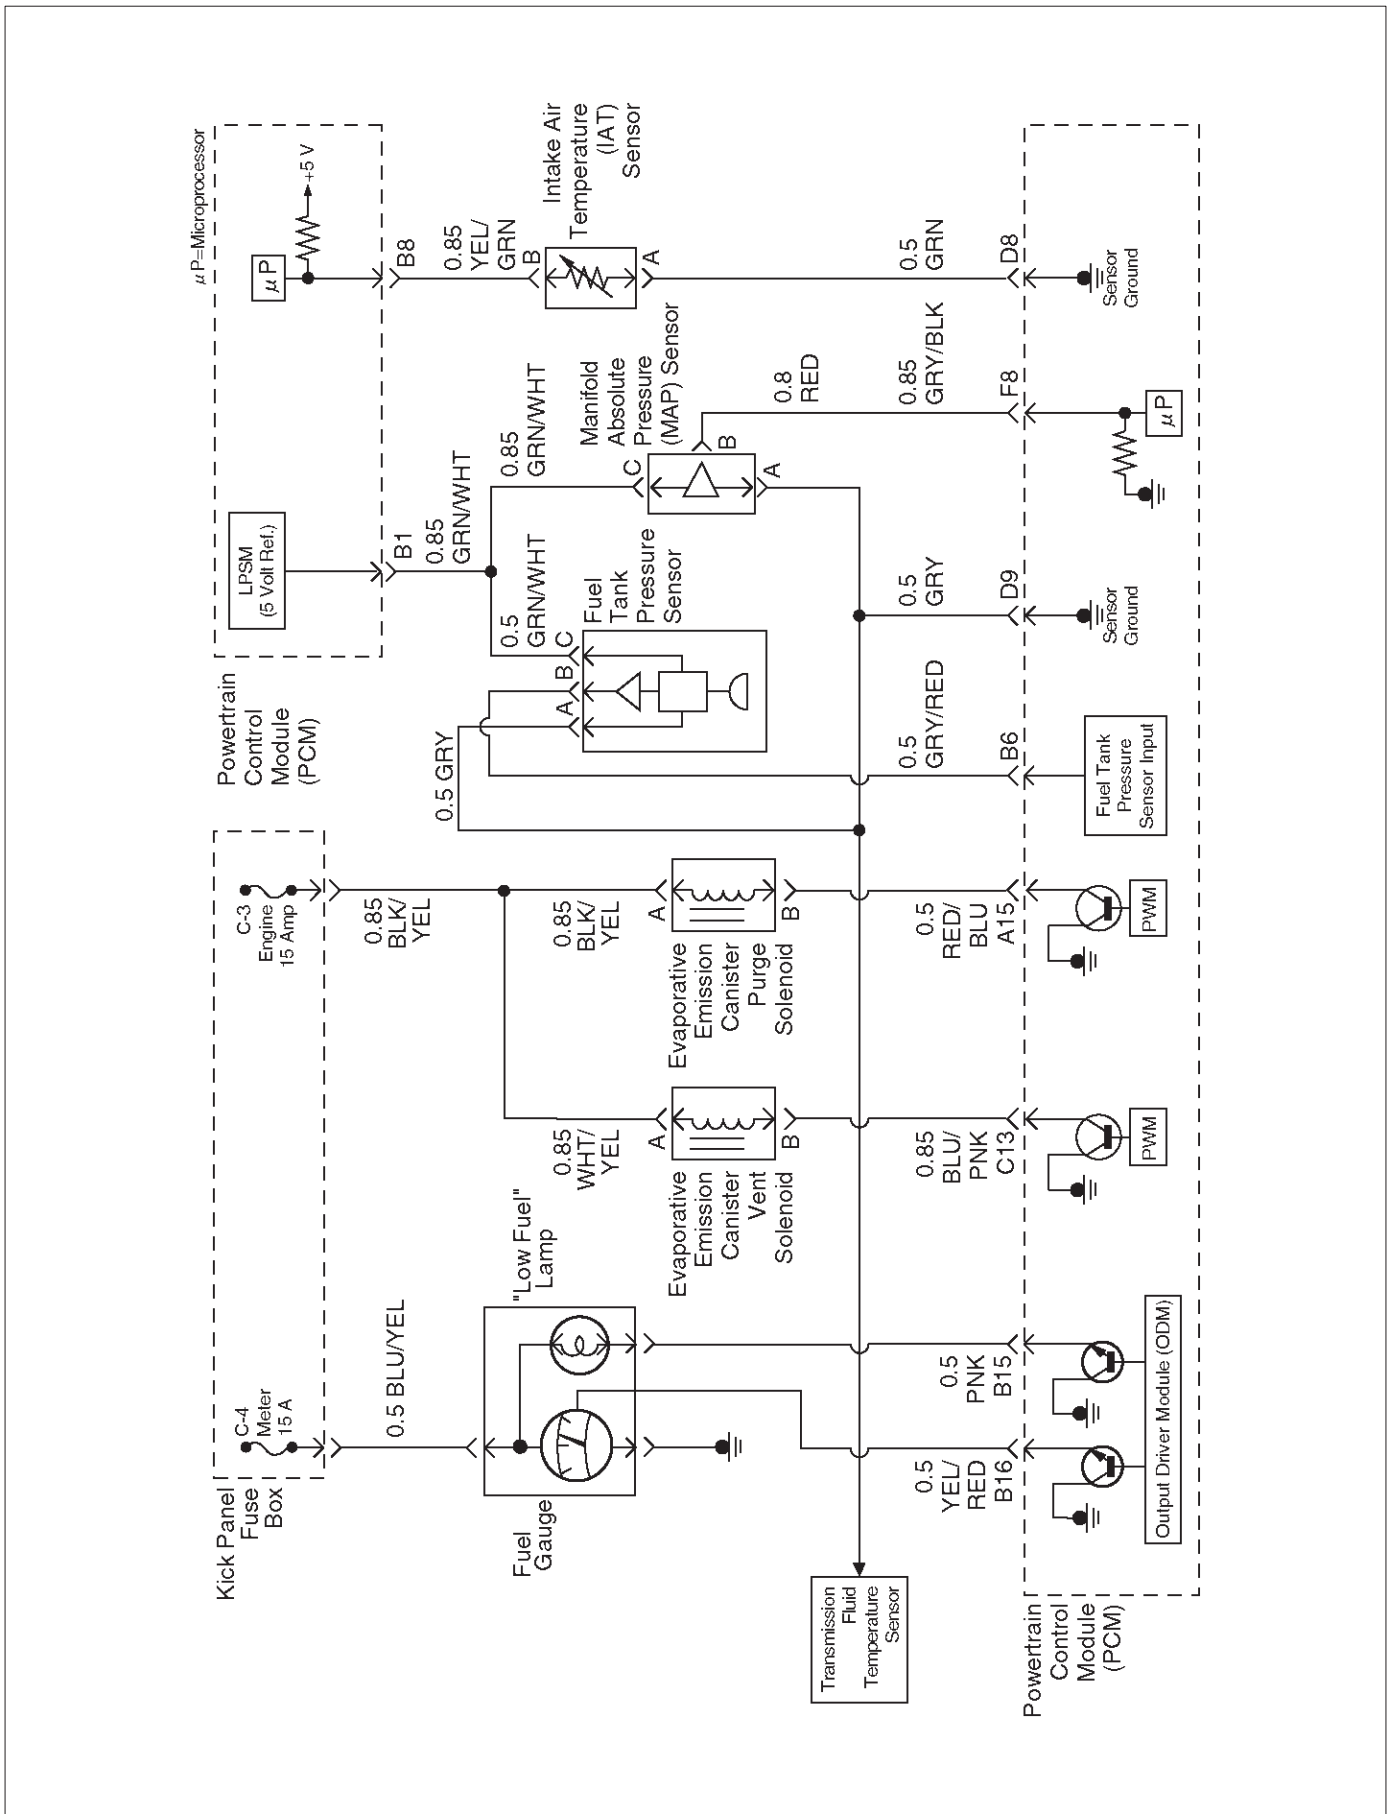 Kick Panel
Fuse
Box
C-4
Meter
15 A
C-3
Engine
15 Amp
Powertrain
Control
Module
(PCM)
LPSM
(5 Volt Ref.)
μP
+5 V
μP=Microprocessor
0.5 BLU/YEL
0.85
BLK/
YEL
B1
0.85
GRN/WHT
B8
0.85
YEL/
GRN
B
0.5 GRY
0.5
GRN/WHT
0.85
GRN/WHT
Fuel
Gauge
"Low Fuel"
Lamp
0.85
WHT/
YEL
0.85
BLK/
YEL
A
B
C
Fuel
Tank
Pressure
Sensor
C
Manifold
Absolute
Pressure
(MAP) Sensor
Intake Air
Temperature
(IAT)
Sensor
A
A
A
Evaporative
Emission
Canister
Vent
Solenoid
Evaporative
Emission
Canister
Purge
Solenoid
B
B
B
A
0.8
RED
Transmission
Fluid
Temperature
Sensor
0.5
YEL/
RED
B16
0.5
PNK
B15
0.85
BLU/
PNK
C13
0.5
RED/
BLU
A15
0.5
GRY/RED
B6
0.5
GRY
D9
0.85
GRY/BLK
F8
0.5
GRN
D8
Powertrain
Control
Module
(PCM)
Output Driver Module (ODM)
PWM
PWM
Fuel Tank
Pressure
Sensor Input
Sensor
Ground
μP
Sensor
Ground